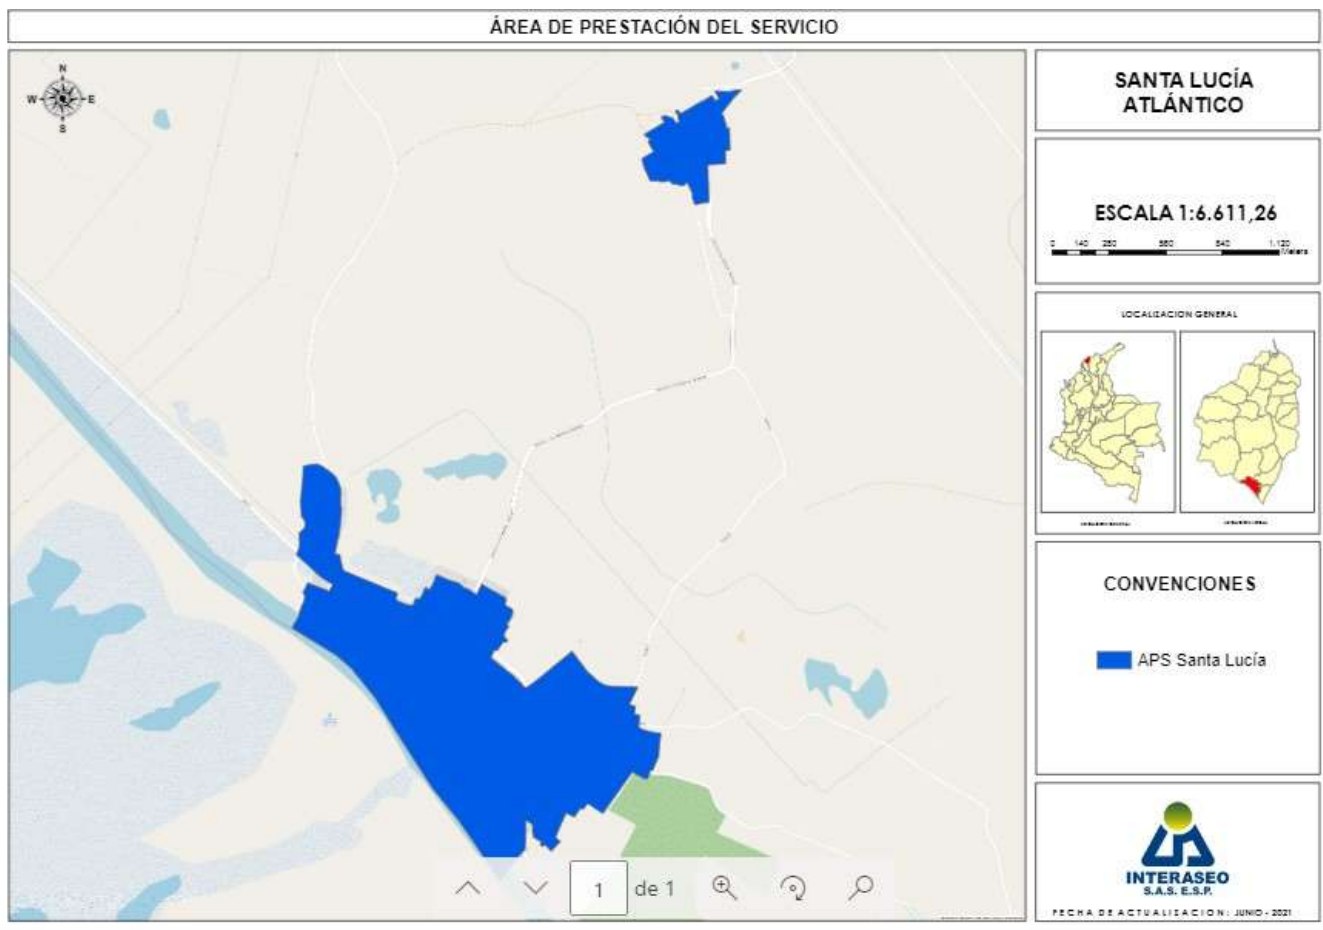 ÁREA DE PRESTACIÓN DEL SERVICIO
N
W E
S
SANTA LUCÍA
ATLÁNTICO
ESCALA 1:6.611,26
0 140 280 560 840 1.120
Meters
LOCALIZACION GENERAL
CONVENCIONES
APS Santa Lucía
INTERASEO
S.A.S. E.S.P.
FECHA DE ACTUALIZACION: JUNIO - 2021
1 de 1